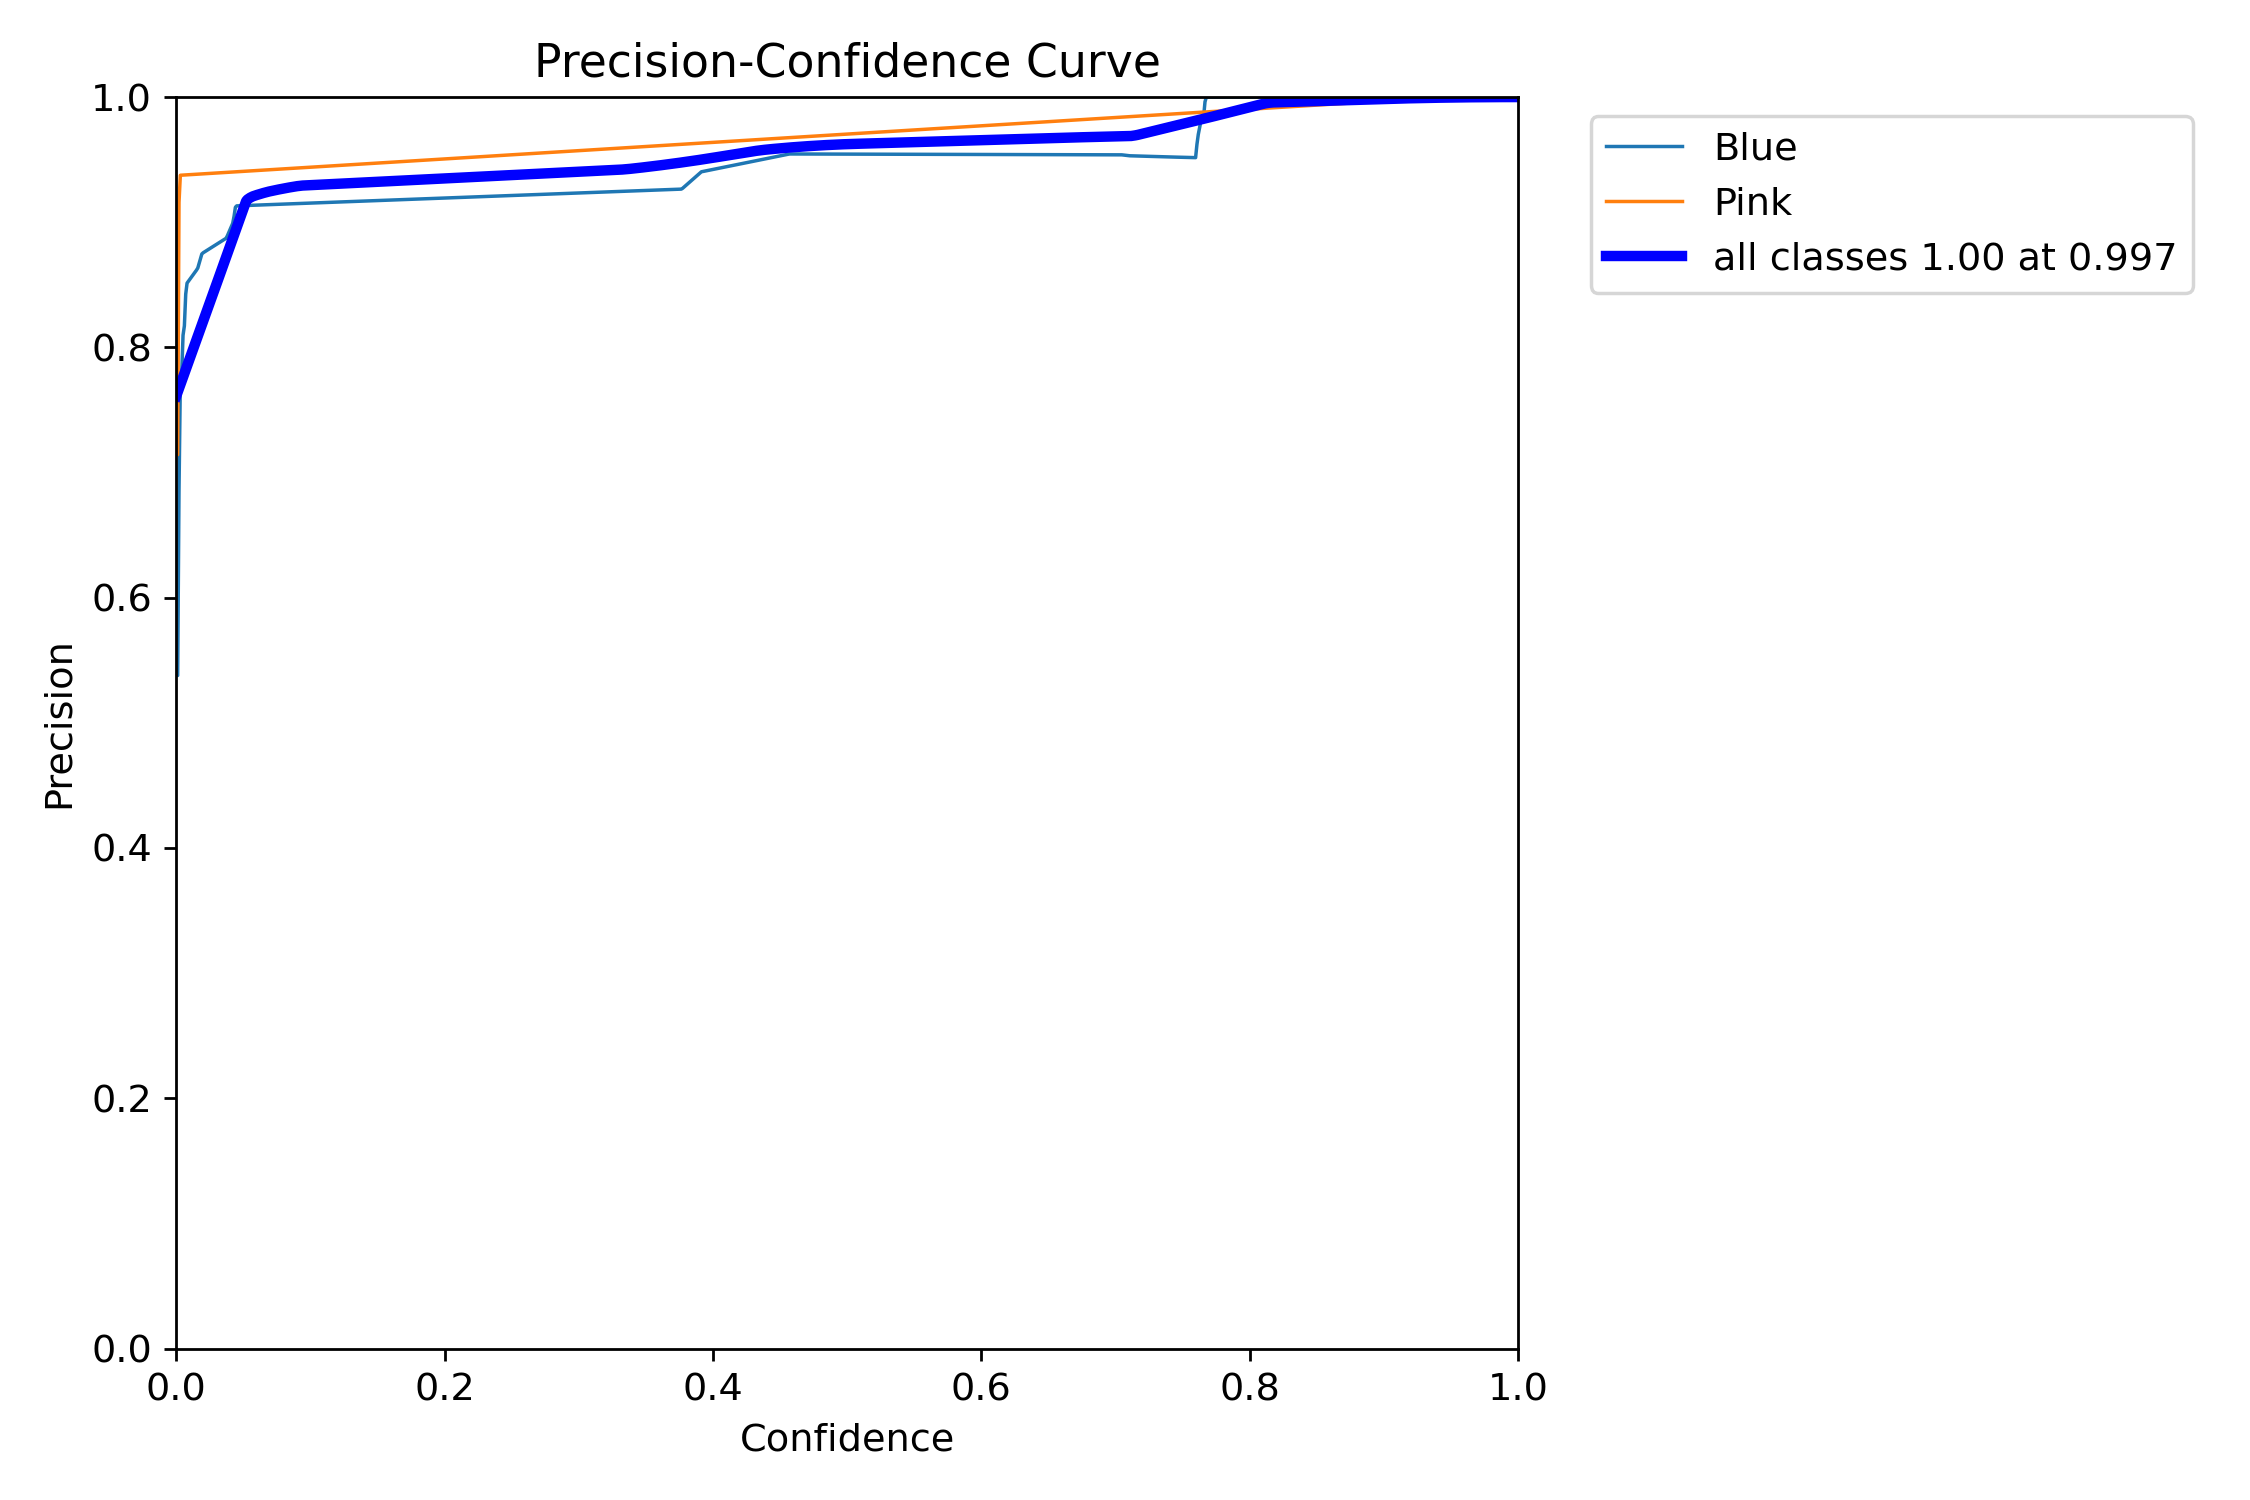 Precision-Confidence Curve
1.0
0.8
0.6
0.4
0.2
0.0
Precision
0.0 0.2 0.4 0.6 0.8 1.0
Confidence
Blue
Pink
all classes 1.00 at 0.997